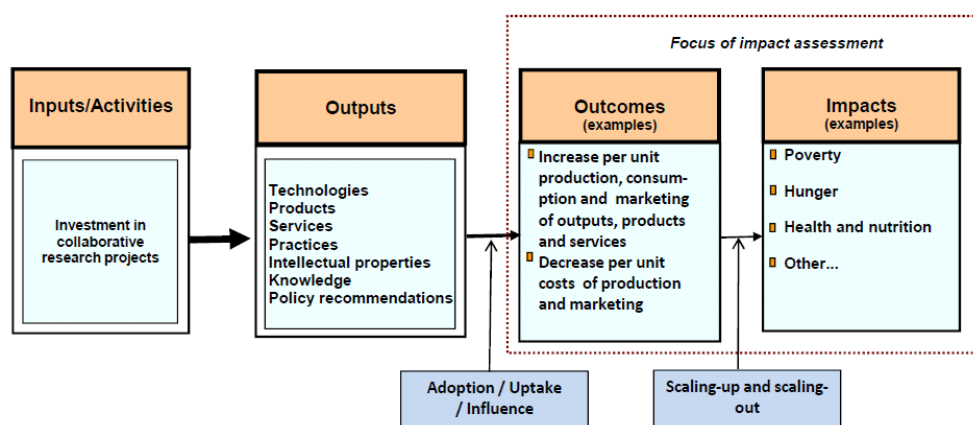 Focus of impact assessment
Inputs/Activities
Investment in
collaborative
research projects
Outputs
Technologies
Products
Services
Practices
Intellectual properties
Knowledge
Policy recommendations
Outcomes
(examples)
Increase per unit
production, consum-
ption and marketing
of outputs, products
and services
Decrease per unit
costs of production
and marketing
Impacts
(examples)
Poverty
Hunger
Health and nutrition
Other...
Adoption / Uptake
/ Influence
Scaling-up and scaling-
out